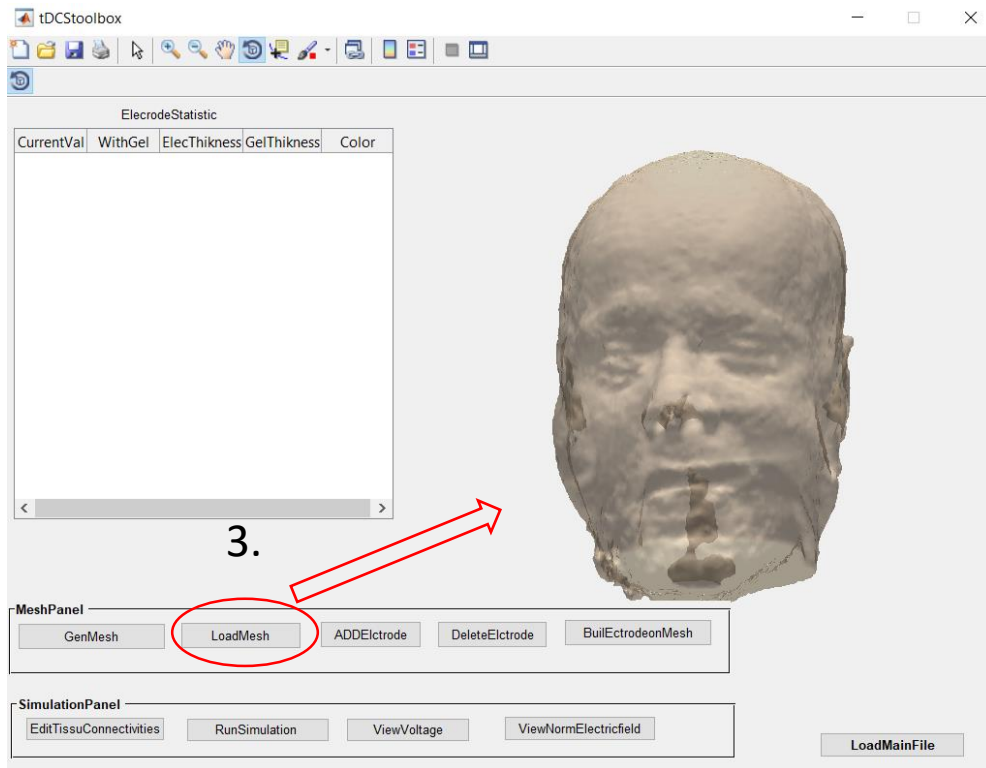 tDCStoolbox
ElecrodeStatistic
CurrentVal WithGel ElecThikness GelThikness Color
3.
MeshPanel
GenMesh LoadMesh ADDElctrode DeleteElctrode BuilEctrodeonMesh
SimulationPanel
EditTissuConnectivities RunSimulation ViewVoltage ViewNormElectricfield
LoadMainFile